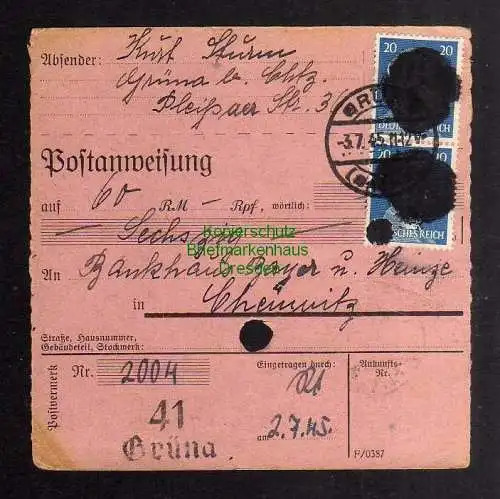 Absender: Kurt Sturm
Grüna b. Chtz.
Pleißaer Str. 3
20 20
-3.7.45
DEUTSCHES REICH
Postanweisung
auf 60 RM — Rpf, wörtlich:
— Sechszig —
Kopierschutz
Briefmarkenhaus
Dresden
An Bankhaus Bayer u. Heinze
in Chemnitz
Straße, Hausnummer,
Gebäudeteil, Stockwerk:
Postvermerk
Nr. 2004
Eingetragen durch:
Ankunfts-
Nr.
41
Grüna
am 2.7.45.
F/0387